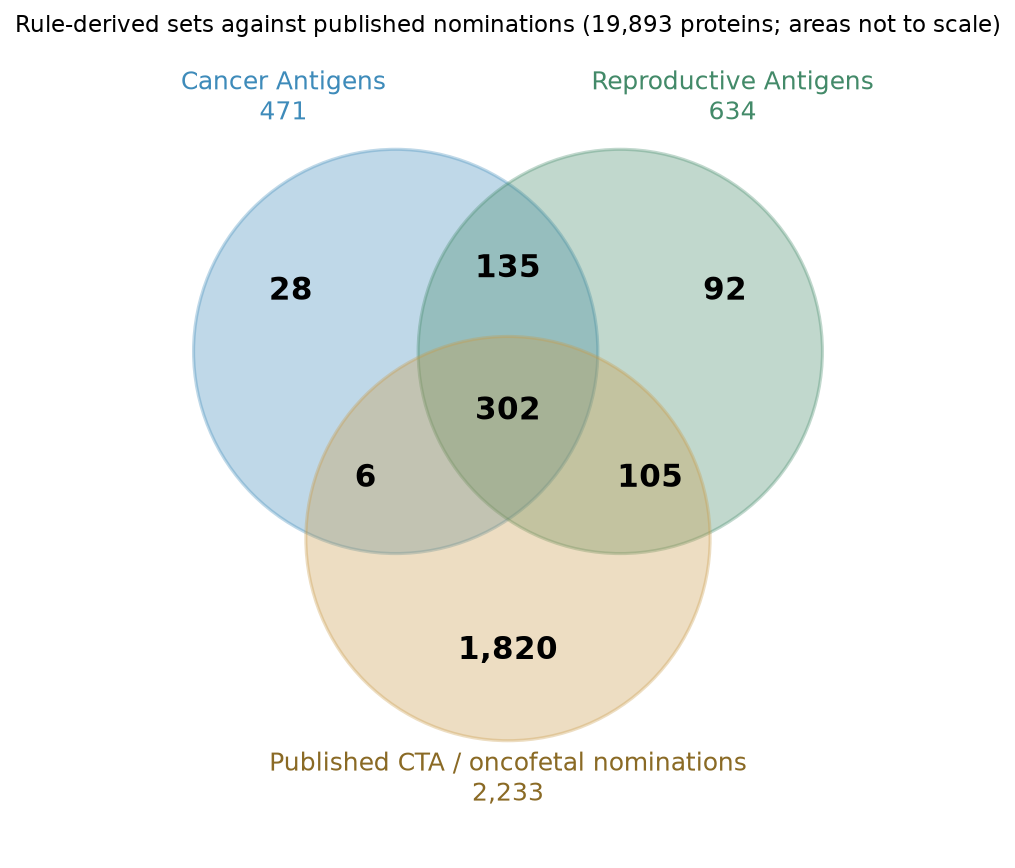 Rule-derived sets against published nominations (19,893 proteins; areas not to scale)
Cancer Antigens
471
Reproductive Antigens
634
135
28
92
302
6
105
1,820
Published CTA / oncofetal nominations
2,233